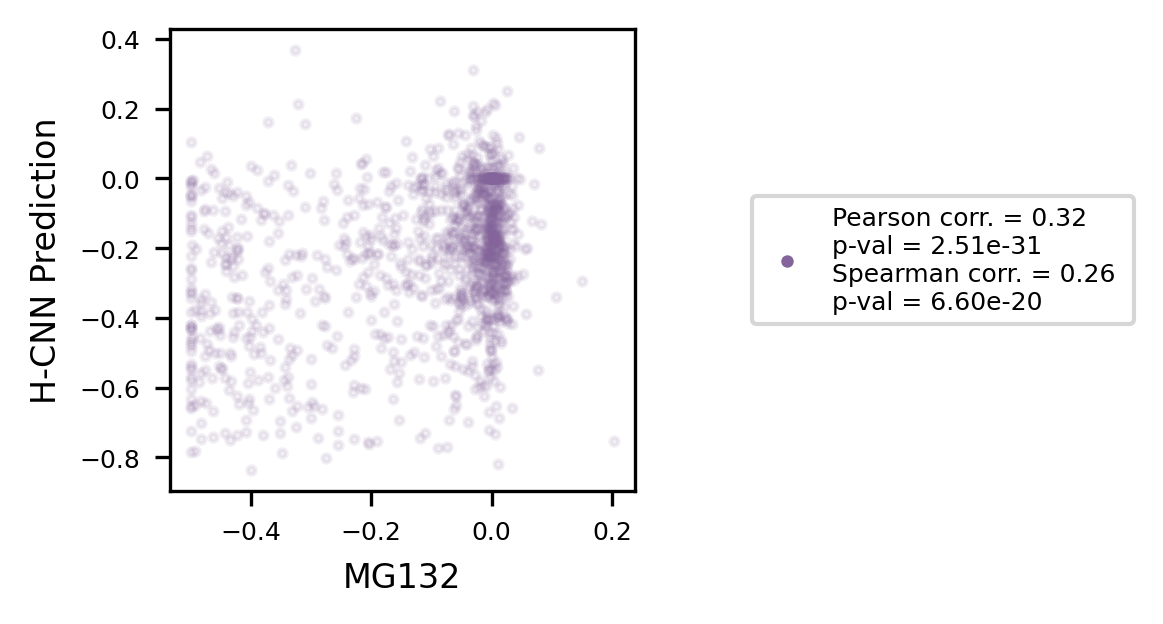 0.4
0.2
0.0
−0.2
−0.4
−0.6
−0.8
H-CNN Prediction
−0.4
−0.2
0.0
0.2
MG132
Pearson corr. = 0.32
p-val = 2.51e-31
Spearman corr. = 0.26
p-val = 6.60e-20